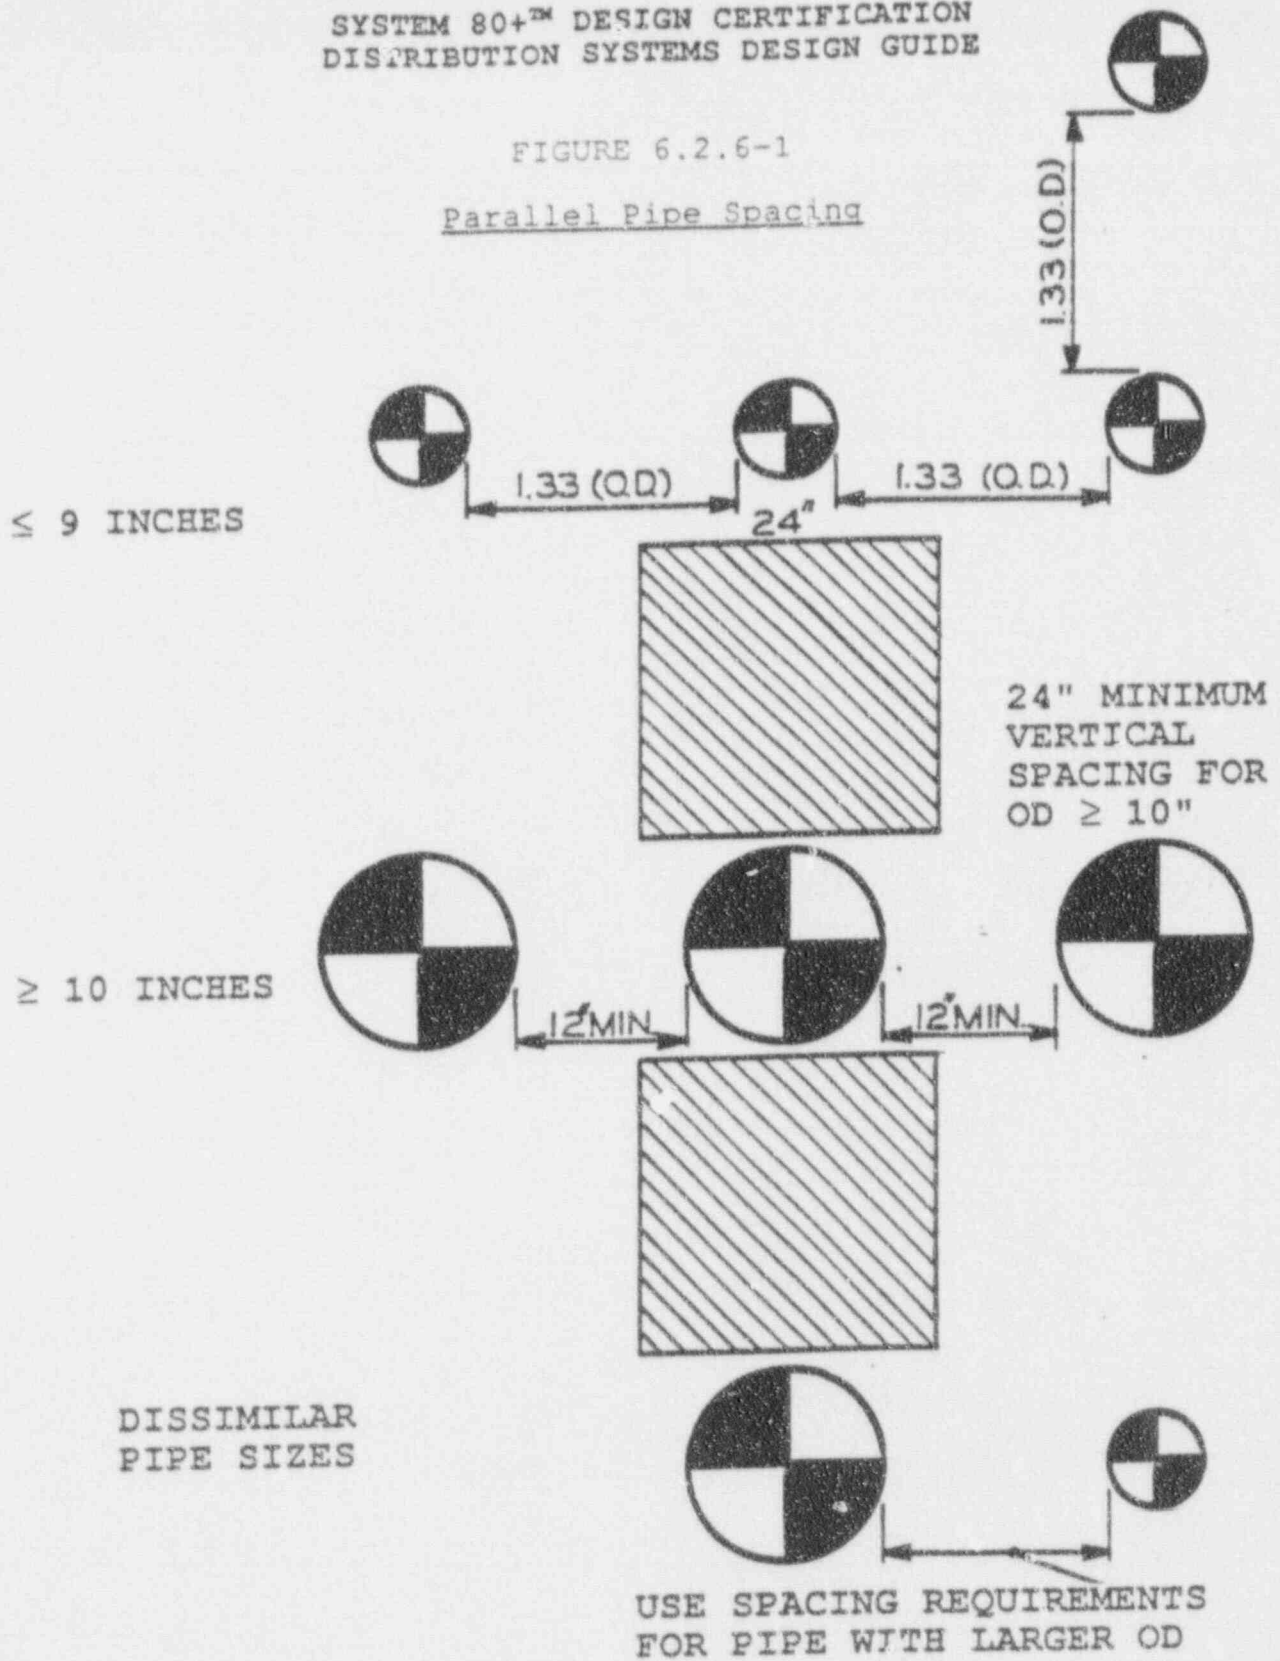 SYSTEM 80+™ DESIGN CERTIFICATION
DISTRIBUTION SYSTEMS DESIGN GUIDE
FIGURE 6.2.6-1
Parallel Pipe Spacing
1.33 (O.D)
1.33 (O.D)
1.33 (O.D.)
≤ 9 INCHES
24"
24" MINIMUM
VERTICAL
SPACING FOR
OD ≥ 10"
≥ 10 INCHES
12" MIN.
12" MIN.
DISSIMILAR
PIPE SIZES
USE SPACING REQUIREMENTS
FOR PIPE WITH LARGER OD